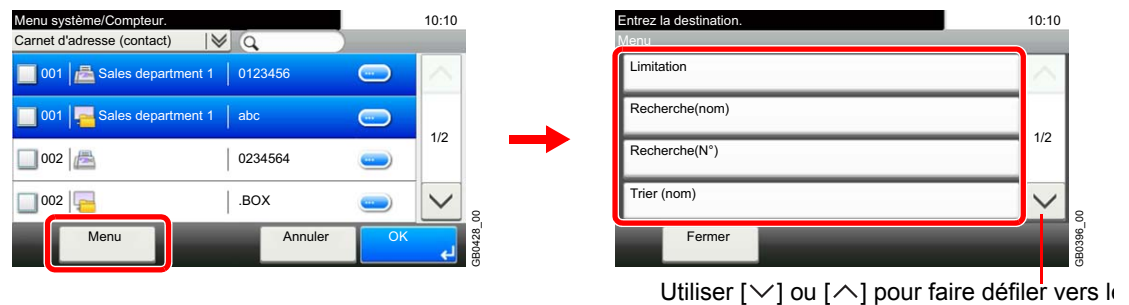 Menu système/Compteur. 10:10
Carnet d'adresse (contact)
001 Sales department 1 0123456
001 Sales department 1 abc
1/2
002 0234564
002 .BOX
Menu Annuler OK
GB0428_00
Entrez la destination. 10:10
Menu
Limitation
Recherche(nom)
1/2
Recherche(N°)
Trier (nom)
Fermer
GB0396_00
Utiliser [∨] ou [∧] pour faire défiler vers le